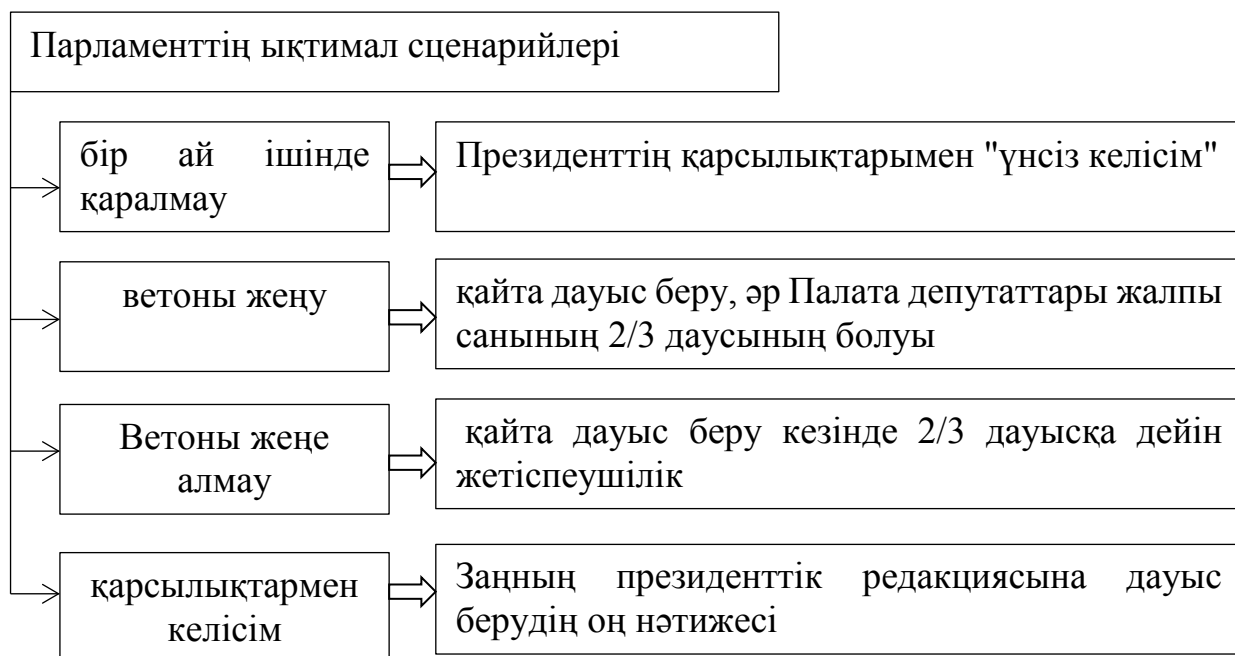 Парламенттің ықтимал сценарийлері
бір ай ішінде
қаралмау
Президенттің қарсылықтарымен "үнсіз келісім"
ветоны жеңу
қайта дауыс беру, әр Палата депутаттары жалпы
санының 2/3 даусының болуы
Ветоны жеңе
алмау
қайта дауыс беру кезінде 2/3 дауысқа дейін
жетіспеушілік
қарсылықтармен
келісім
Заңның президенттік редакциясына дауыс
берудің оң нәтижесі